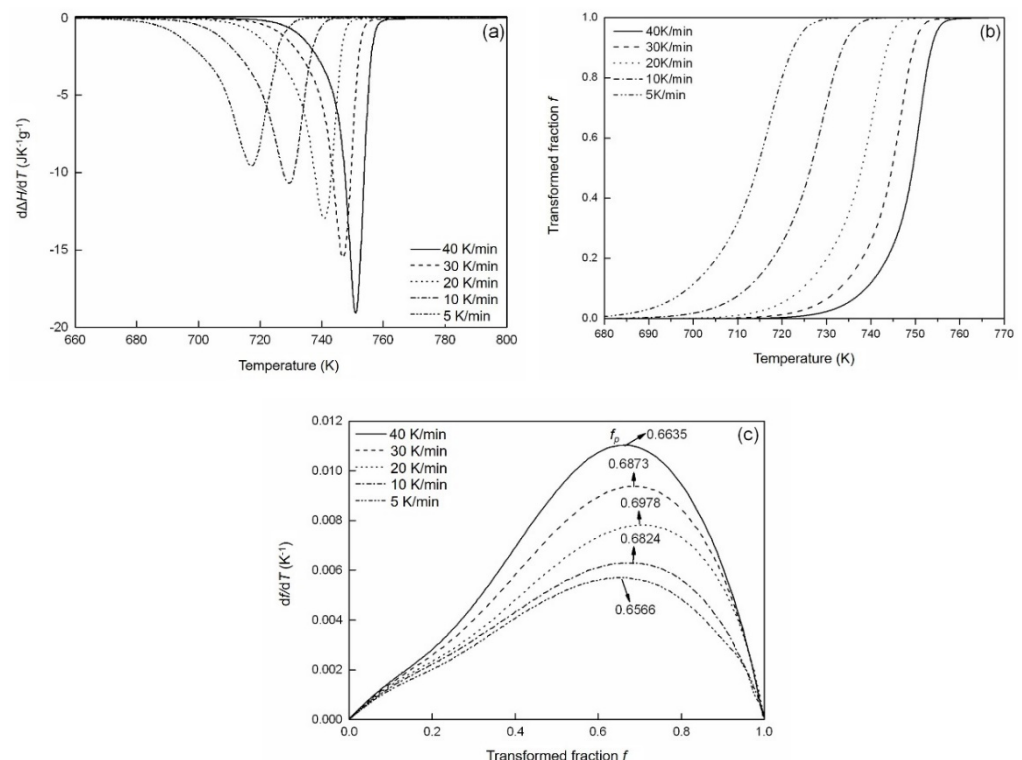 (a)
0
-5
-10
-15
-20
dΔH/dT (JK⁻¹g⁻¹)
40 K/min
30 K/min
20 K/min
10 K/min
5 K/min
660 680 700 720 740 760 780 800
Temperature (K)
(b)
1.0
0.8
0.6
0.4
0.2
0.0
Transformed fraction f
40K/min
30K/min
20K/min
10K/min
5K/min
680 690 700 710 720 730 740 750 760 770
Temperature (K)
(c)
0.012
0.010
0.008
0.006
0.004
0.002
0.000
df/dT (K⁻¹)
40 K/min
30 K/min
20 K/min
10 K/min
5 K/min
fₚ
0.6635
0.6873
0.6978
0.6824
0.6566
0.0 0.2 0.4 0.6 0.8 1.0
Transformed fraction f